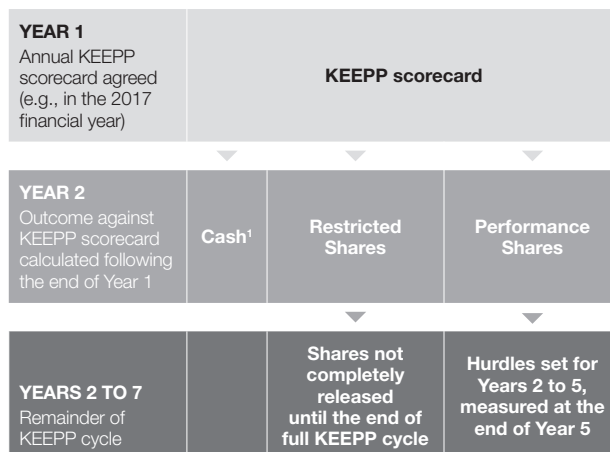 YEAR 1
Annual KEEPP
scorecard agreed
(e.g., in the 2017
financial year)
KEEPP scorecard
YEAR 2
Outcome against
KEEPP scorecard
calculated following
the end of Year 1
Cash¹
Restricted
Shares
Performance
Shares
YEARS 2 TO 7
Remainder of
KEEPP cycle
Shares not
completely
released
until the end of
full KEEPP cycle
Hurdles set for
Years 2 to 5,
measured at the
end of Year 5